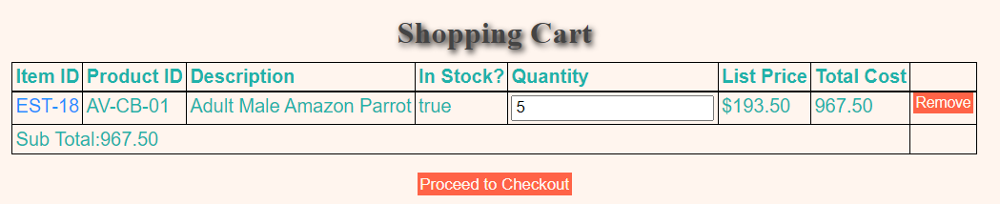 Shopping Cart
Item ID Product ID Description In Stock? Quantity List Price Total Cost
EST-18 AV-CB-01 Adult Male Amazon Parrot true 5 $193.50 967.50 Remove
Sub Total:967.50
Proceed to Checkout